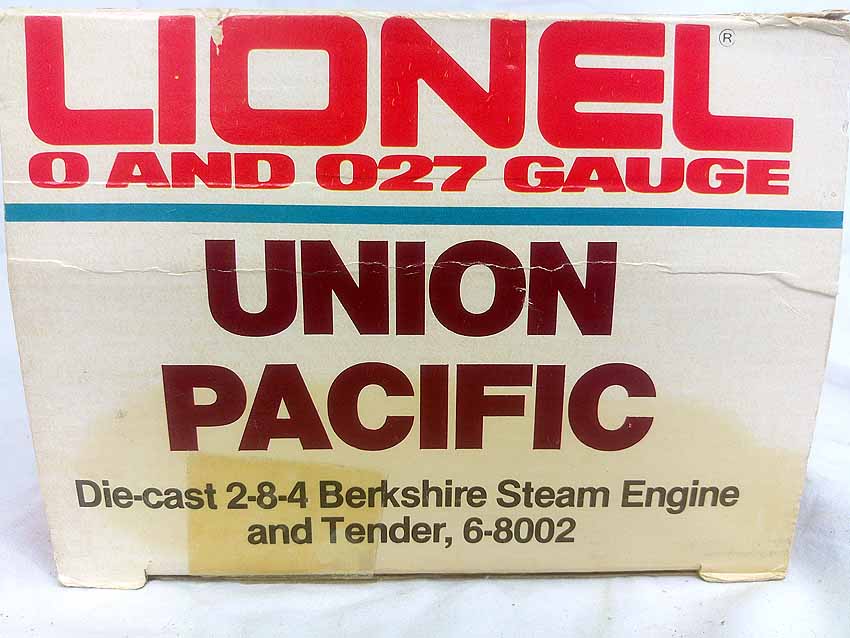 LIONEL®
O AND O27 GAUGE
UNION
PACIFIC
Die-cast 2-8-4 Berkshire Steam Engine
and Tender, 6-8002